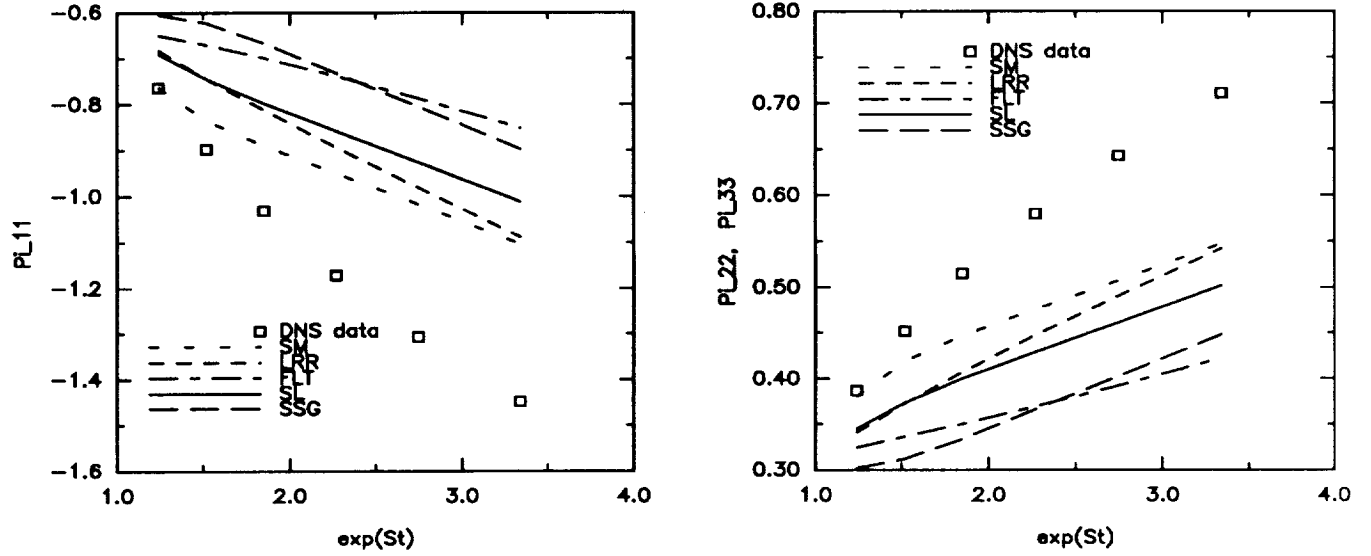 -0.6
-0.8
-1.0
-1.2
-1.4
-1.6
Pi_11
DNS data
SM
LRR
FLT
SL
SSG
1.0 2.0 3.0 4.0
exp(St)
0.80
0.70
0.60
0.50
0.40
0.30
Pi_22, Pi_33
DNS data
SM
LRR
FLT
SL
SSG
1.0 2.0 3.0 4.0
exp(St)